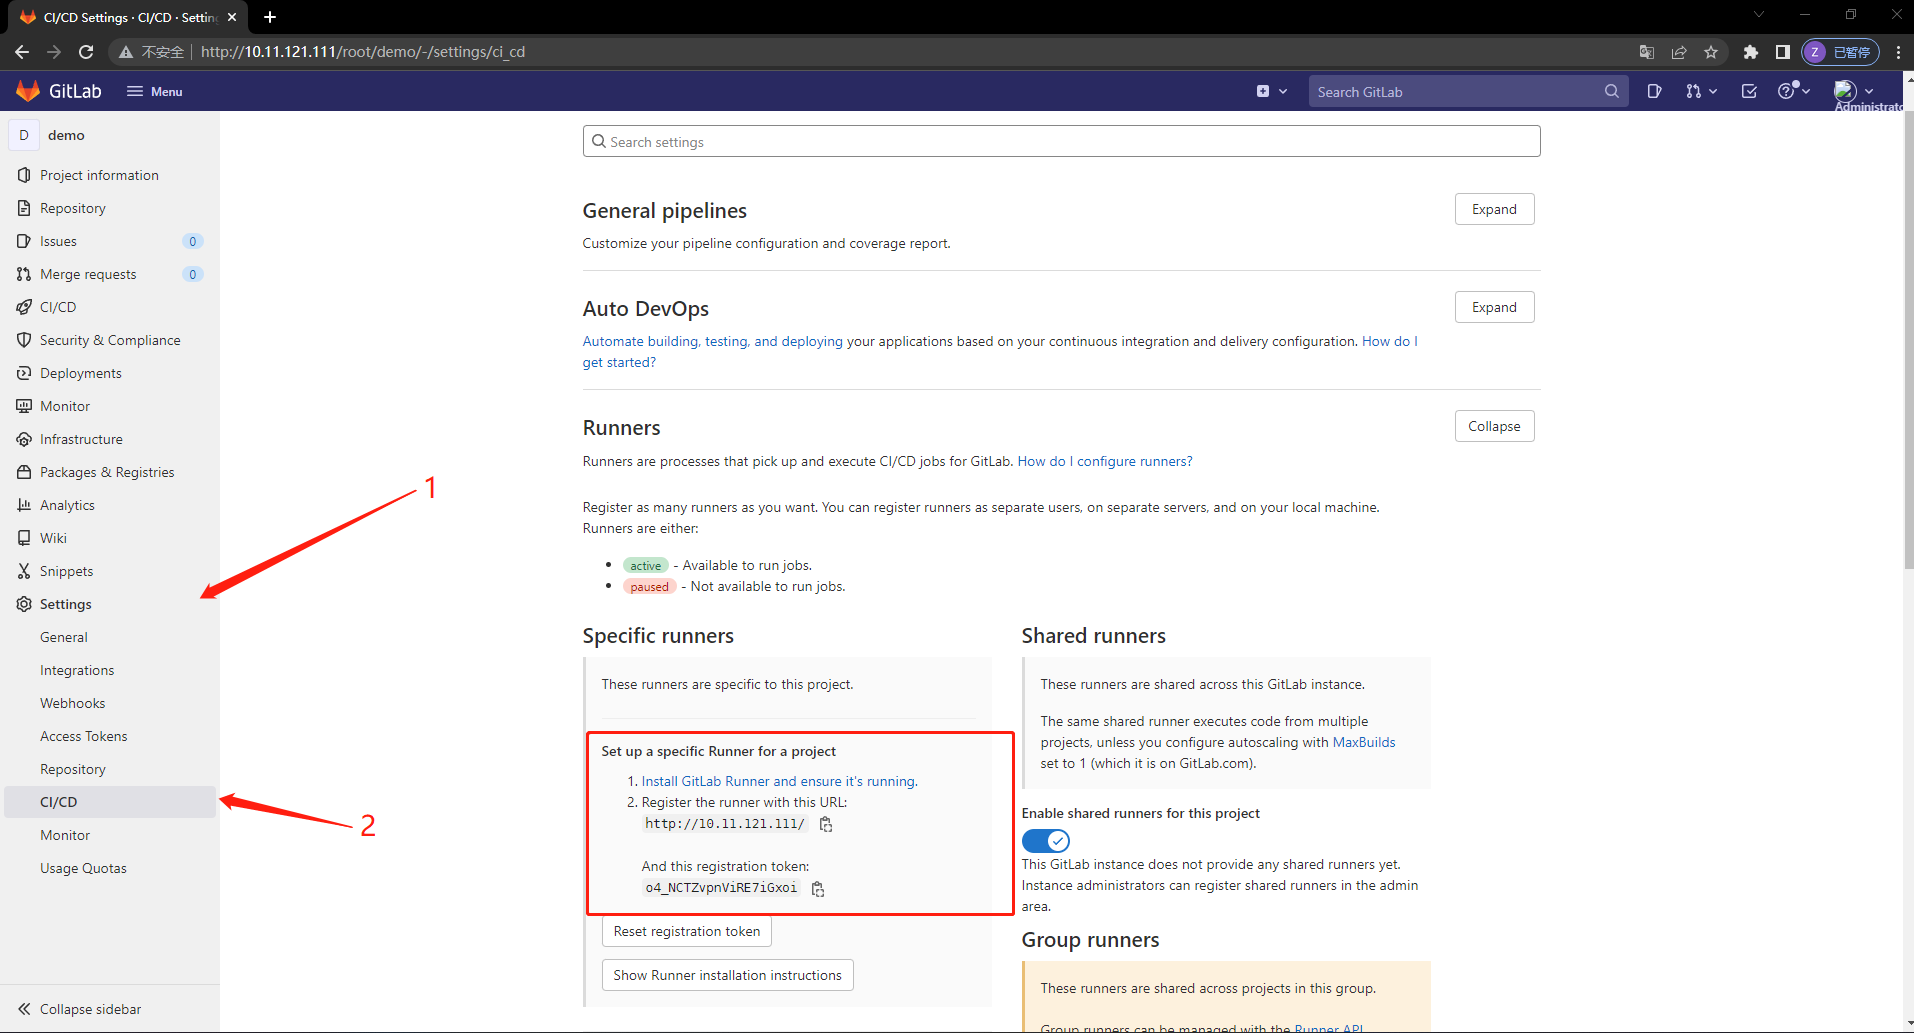 CI/CD Settings · CI/CD · Settin
不安全
http://10.11.121.111/root/demo/-/settings/ci_cd
Z
已暂停
GitLab
Menu
Search GitLab
Administrato
D
demo
Project information
Repository
Issues
0
Merge requests
0
CI/CD
Security & Compliance
Deployments
Monitor
Infrastructure
Packages & Registries
Analytics
Wiki
Snippets
Settings
General
Integrations
Webhooks
Access Tokens
Repository
CI/CD
Monitor
Usage Quotas
Collapse sidebar
1
2
Search settings
General pipelines
Expand
Customize your pipeline configuration and coverage report.
Auto DevOps
Expand
Automate building, testing, and deploying your applications based on your continuous integration and delivery configuration. How do I
get started?
Runners
Collapse
Runners are processes that pick up and execute CI/CD jobs for GitLab. How do I configure runners?
Register as many runners as you want. You can register runners as separate users, on separate servers, and on your local machine.
Runners are either:
active - Available to run jobs.
paused - Not available to run jobs.
Specific runners
These runners are specific to this project.
Set up a specific Runner for a project
1. Install GitLab Runner and ensure it's running.
2. Register the runner with this URL:
http://10.11.121.111/
And this registration token:
o4_NCTZvpnViRE7iGxoi
Reset registration token
Show Runner installation instructions
Shared runners
These runners are shared across this GitLab instance.
The same shared runner executes code from multiple
projects, unless you configure autoscaling with MaxBuilds
set to 1 (which it is on GitLab.com).
Enable shared runners for this project
This GitLab instance does not provide any shared runners yet.
Instance administrators can register shared runners in the admin
area.
Group runners
These runners are shared across projects in this group.
Group runners can be managed with the Runner API